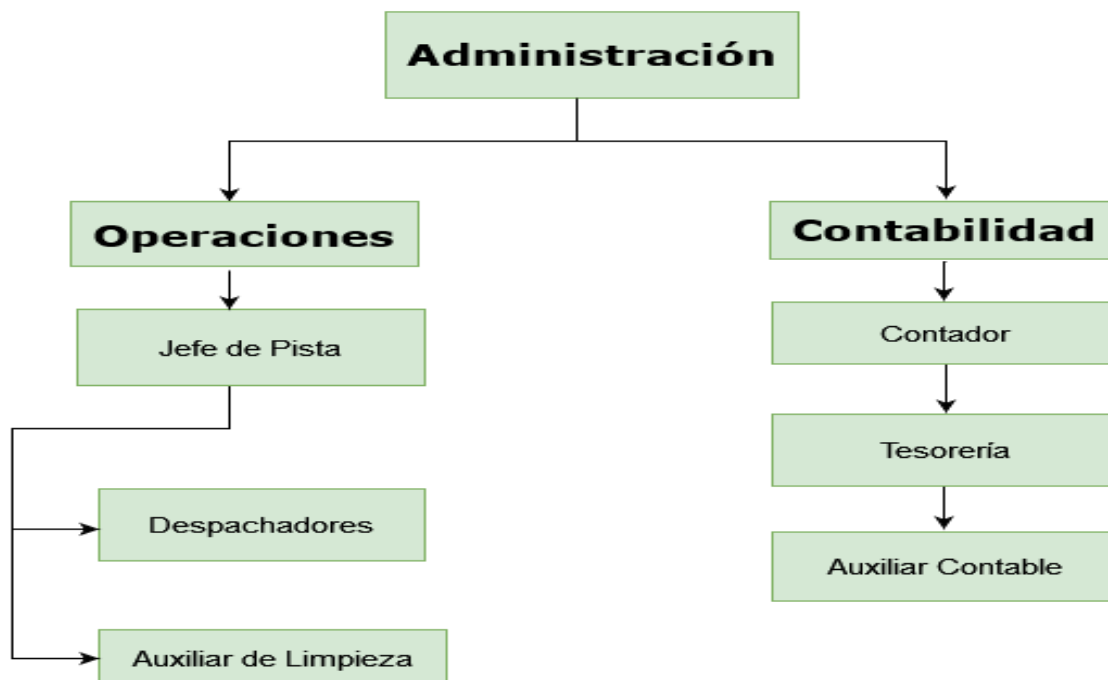 Administración
Operaciones
Contabilidad
Jefe de Pista
Contador
Tesorería
Despachadores
Auxiliar Contable
Auxiliar de Limpieza